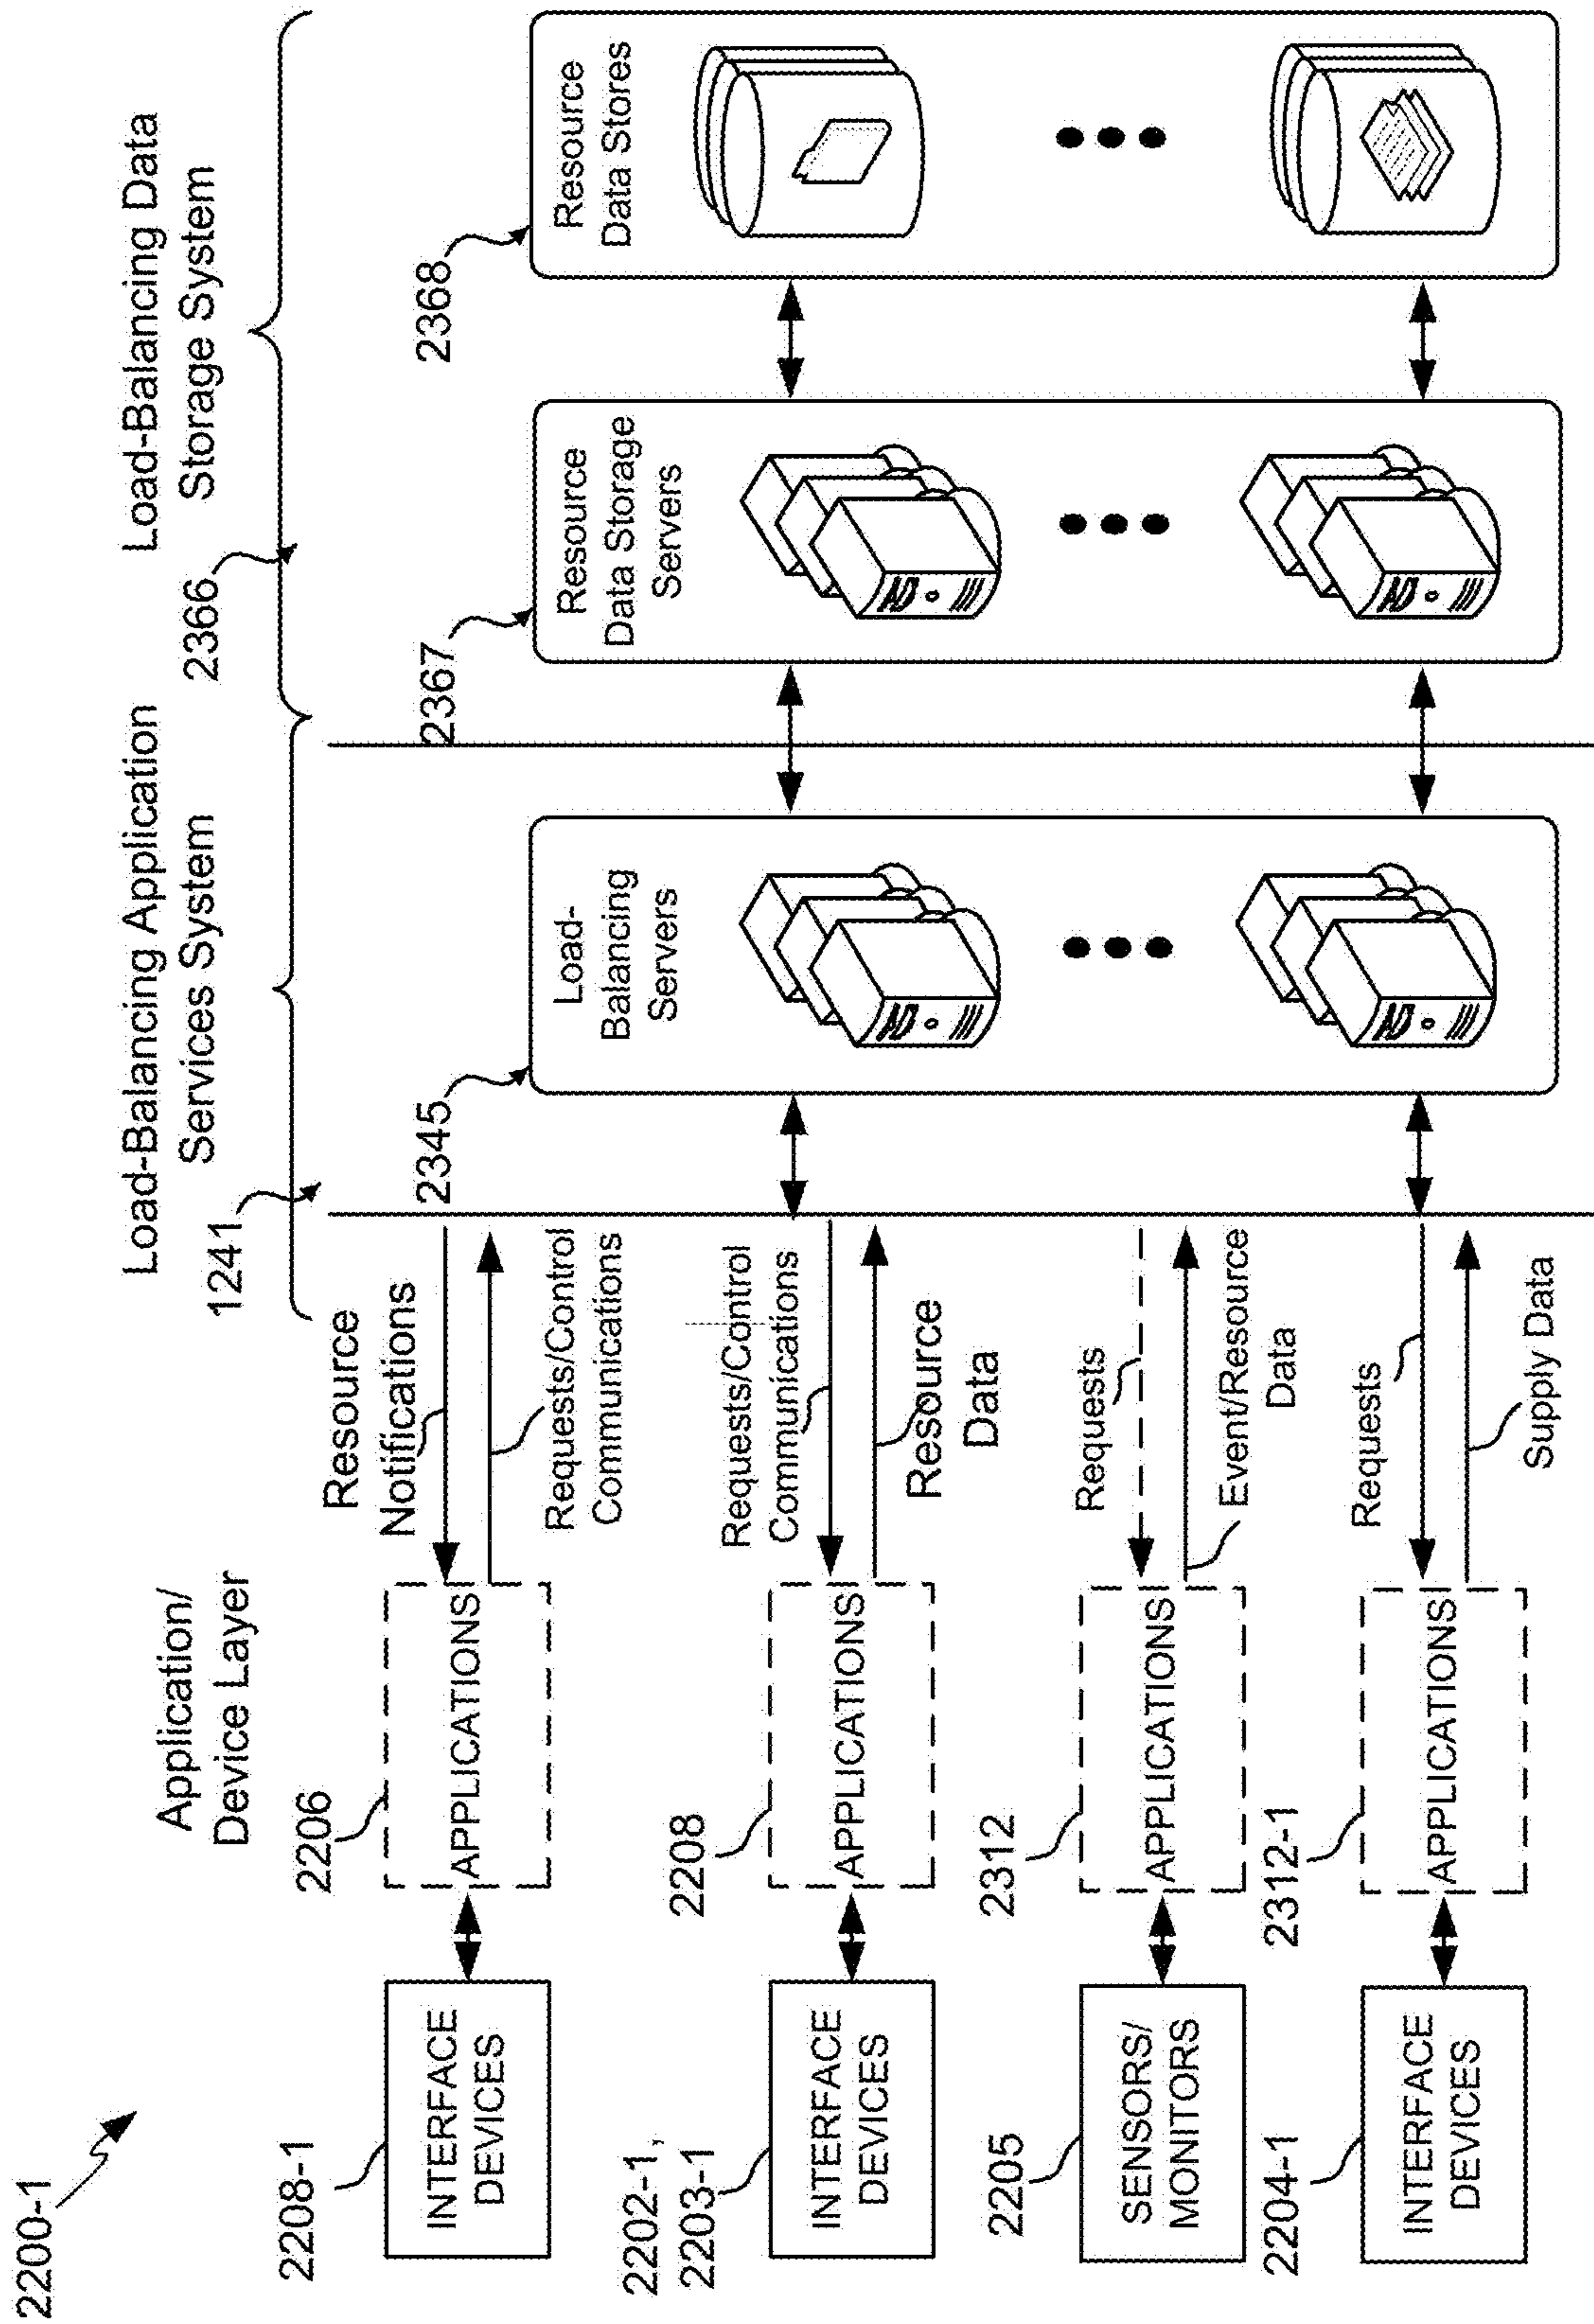 2200-1
Application/
Device Layer
Load-Balancing Application
Services System
Load-Balancing Data
Storage System
1241
2366
2208-1
INTERFACE
DEVICES
2206
APPLICATIONS
Resource
Notifications
Requests/Control
Communications
2202-1,
2203-1
INTERFACE
DEVICES
2208
APPLICATIONS
Requests/Control
Communications
Resource
Data
2205
SENSORS/
MONITORS
2312
APPLICATIONS
Requests
Event/Resource
Data
2204-1
INTERFACE
DEVICES
2312-1
APPLICATIONS
Requests
Supply Data
2345
Load-
Balancing
Servers
2367
Resource
Data Storage
Servers
2368
Resource
Data Stores